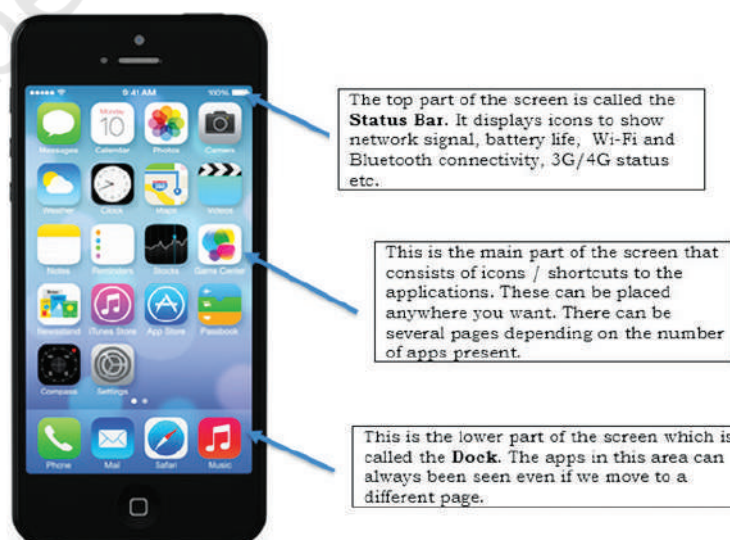 9:41 AM
100%
The top part of the screen is called the
Status Bar. It displays icons to show
network signal, battery life, Wi-Fi and
Bluetooth connectivity, 3G/4G status
etc.
Monday
10
Messages Calendar Photos Camera
Weather Clock Maps Videos
Notes Reminders Stocks Game Center
This is the main part of the screen that
consists of icons / shortcuts to the
applications. These can be placed
anywhere you want. There can be
several pages depending on the number
of apps present.
Newsstand iTunes Store App Store Passbook
Compass Settings
This is the lower part of the screen which is
called the Dock. The apps in this area can
always been seen even if we move to a
different page.
Phone Mail Safari Music